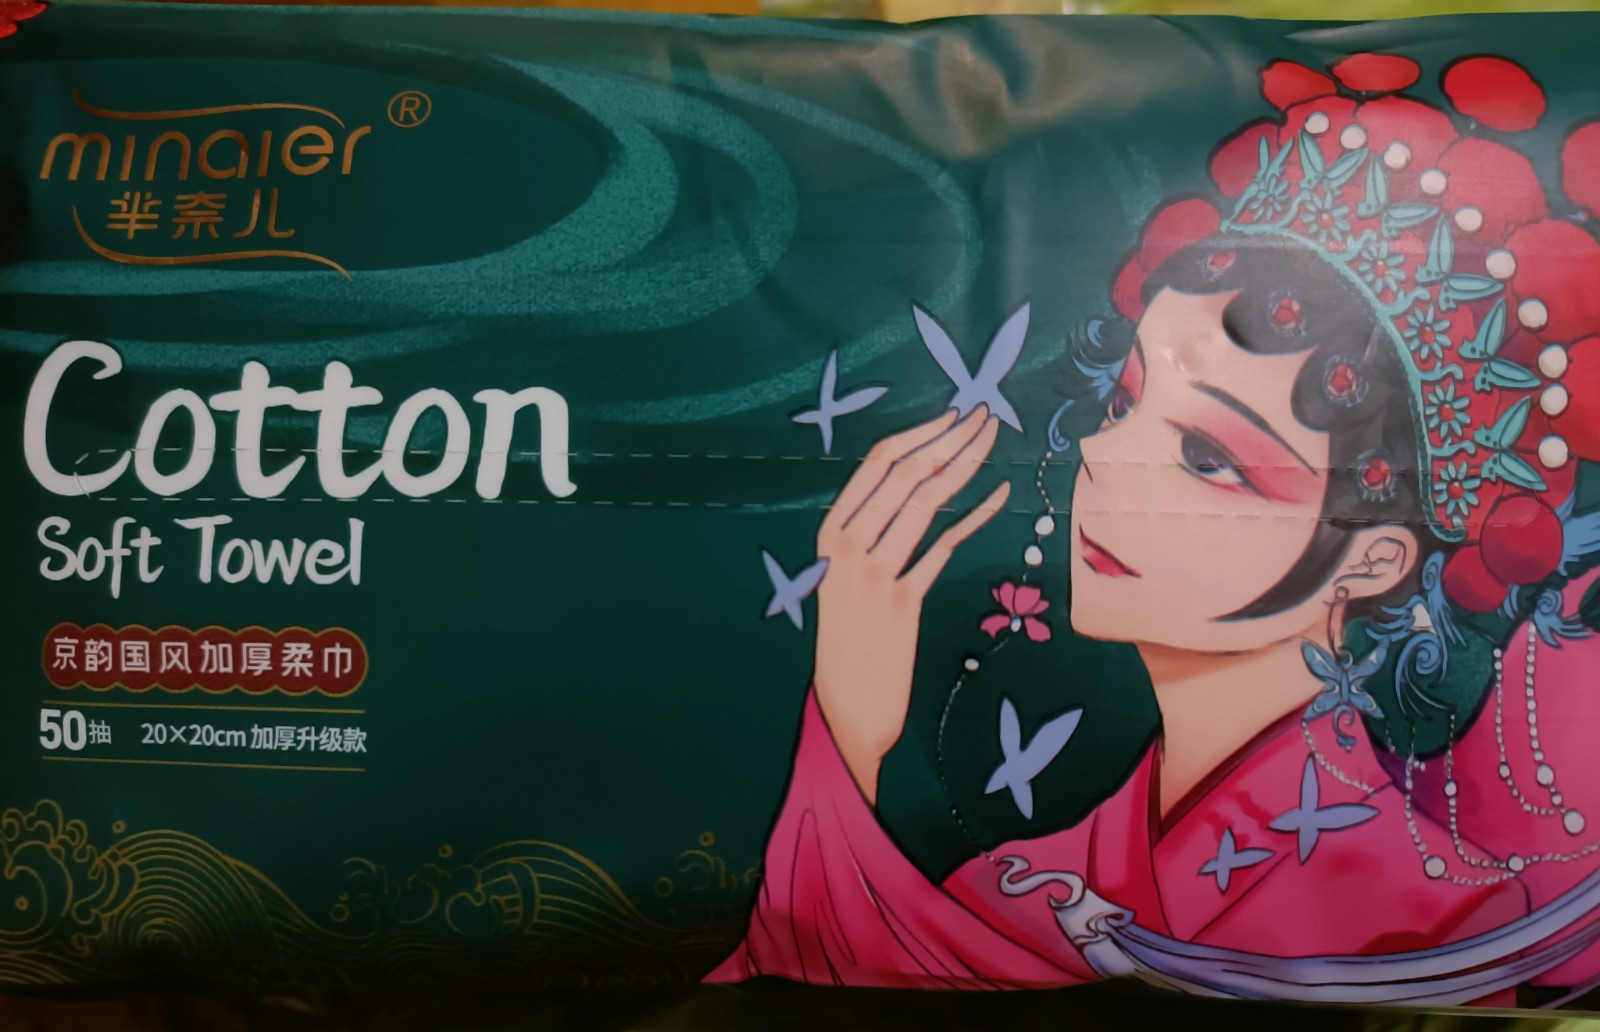 minaier®
芈奈儿
Cotton
Soft Towel
京韵国风加厚柔巾
50抽 20×20cm 加厚升级款